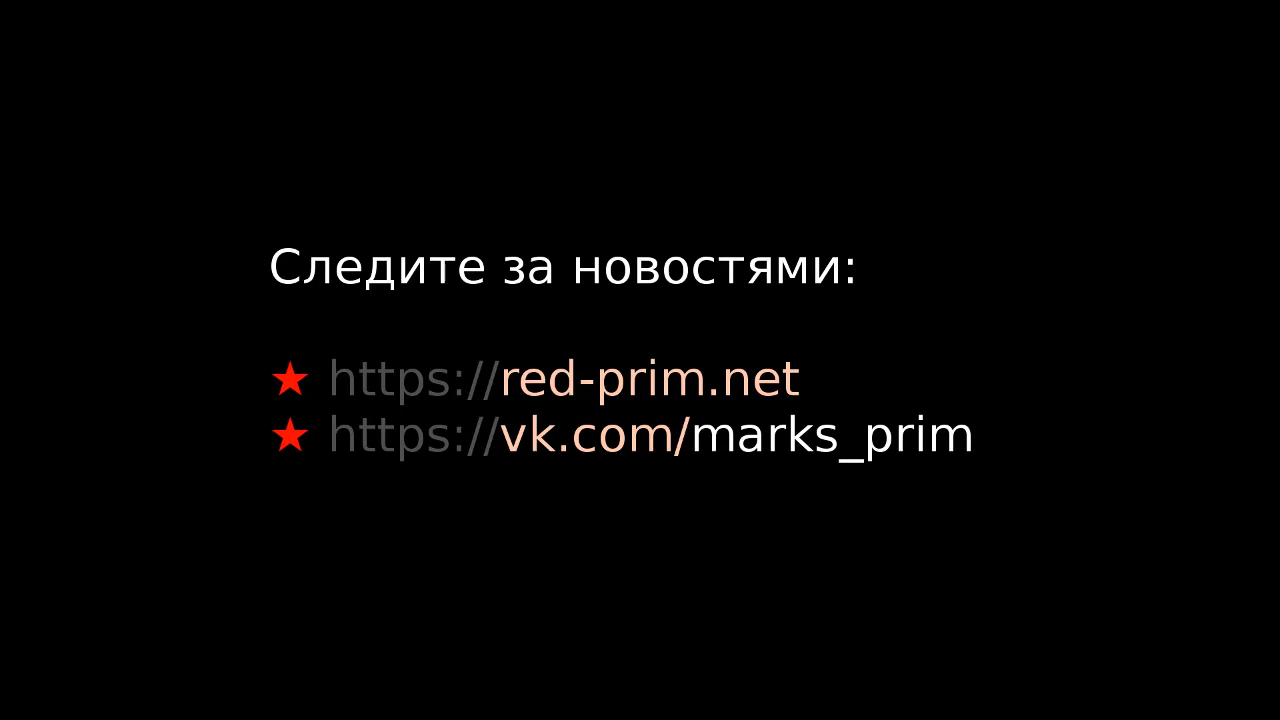 Следите за новостями:
★ https://red-prim.net
★ https://vk.com/marks_prim